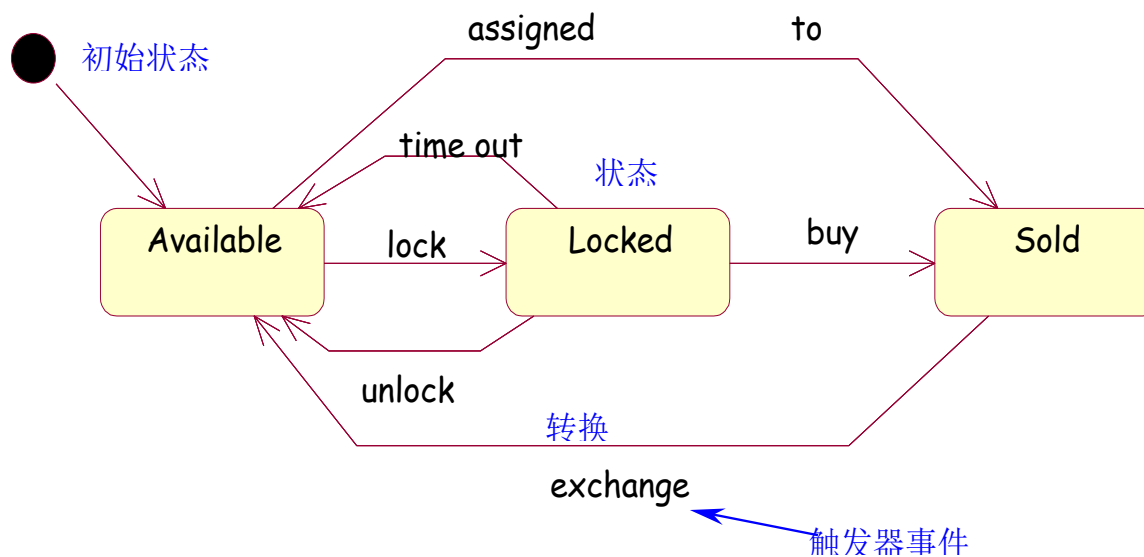 assigned to
初始状态
time out
状态
Available
lock
Locked
buy
Sold
unlock
转换
exchange
触发器事件